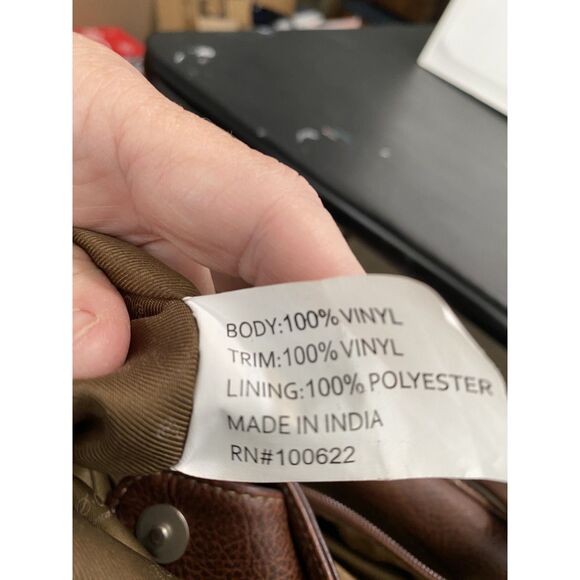 BODY:100% VINYL
TRIM:100% VINYL
LINING:100% POLYESTER
MADE IN INDIA
RN#100622